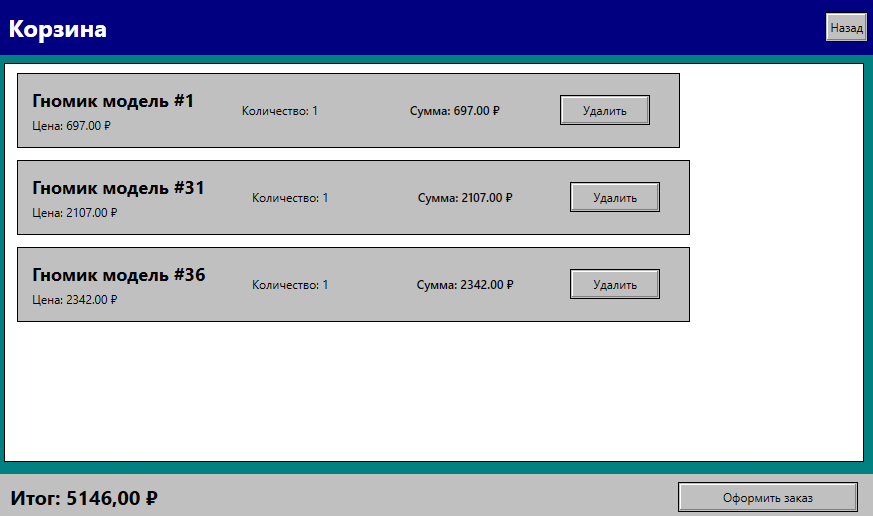 Корзина
Назад
Гномик модель #1
Цена: 697.00 ₽
Количество: 1
Сумма: 697.00 ₽
Удалить
Гномик модель #31
Цена: 2107.00 ₽
Количество: 1
Сумма: 2107.00 ₽
Удалить
Гномик модель #36
Цена: 2342.00 ₽
Количество: 1
Сумма: 2342.00 ₽
Удалить
Итог: 5146,00 ₽
Оформить заказ